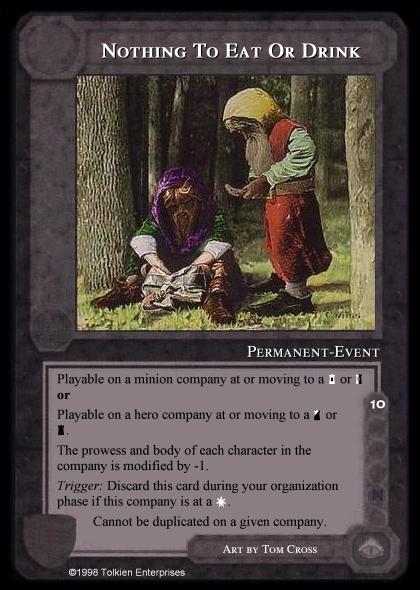 Nothing To Eat Or Drink
Permanent-Event
Playable on a minion company at or moving to a or
or
Playable on a hero company at or moving to a or
.
10
The prowess and body of each character in the
company is modified by -1.
Trigger: Discard this card during your organization
phase if this company is at a .
Cannot be duplicated on a given company.
Art by Tom Cross
©1998 Tolkien Enterprises